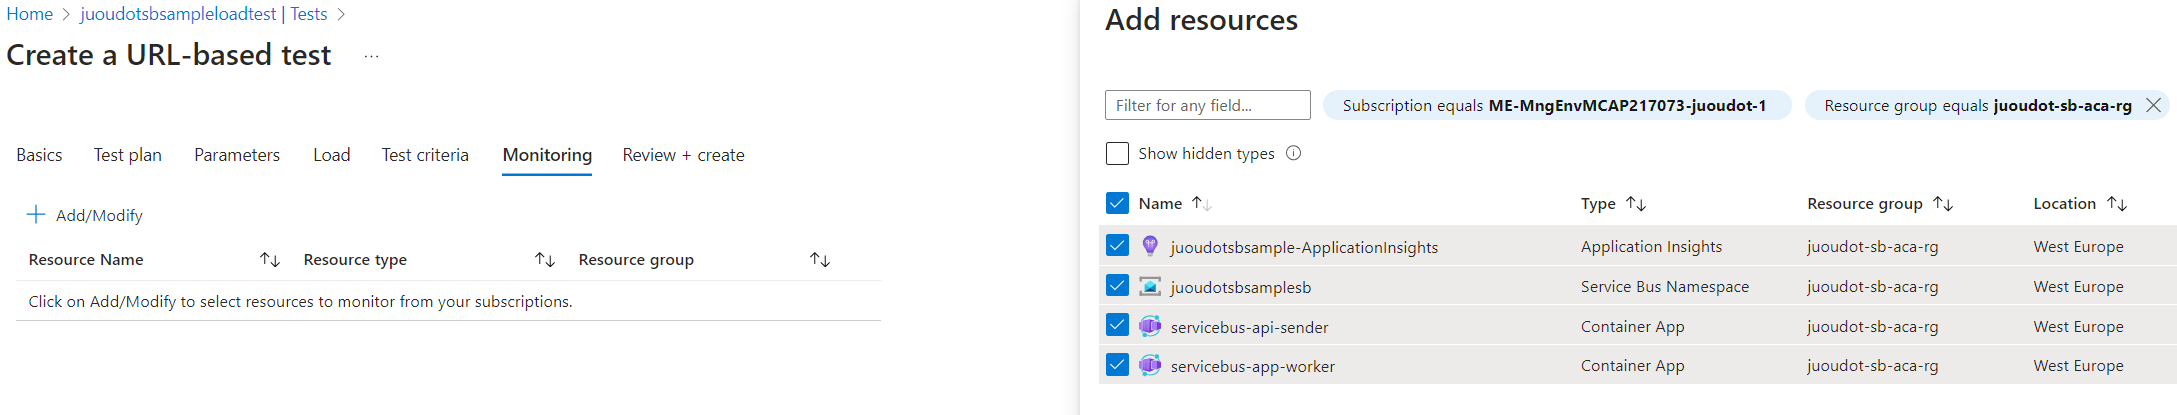 Home > juoudotsbsampleloadtest | Tests >
Create a URL-based test ...
Basics Test plan Parameters Load Test criteria Monitoring Review + create
+ Add/Modify
Resource Name ↑↓ Resource type ↑↓ Resource group ↑↓
Click on Add/Modify to select resources to monitor from your subscriptions.
Add resources
Filter for any field... Subscription equals ME-MngEnvMCAP217073-juoudot-1 Resource group equals juoudot-sb-aca-rg
Show hidden types
Name ↑↓ Type ↑↓ Resource group ↑↓ Location ↑↓
juoudotsbsample-ApplicationInsights Application Insights juoudot-sb-aca-rg West Europe
juoudotsbsamplesb Service Bus Namespace juoudot-sb-aca-rg West Europe
servicebus-api-sender Container App juoudot-sb-aca-rg West Europe
servicebus-app-worker Container App juoudot-sb-aca-rg West Europe